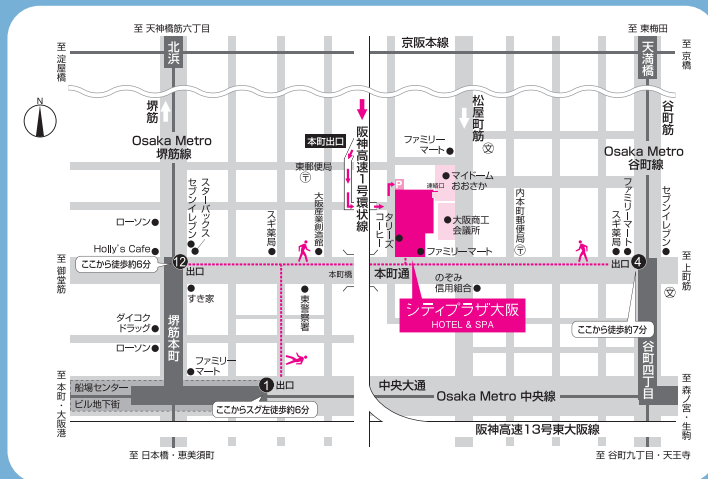 至 天神橋筋六丁目
至 東梅田
至 淀屋橋
北浜
京阪本線
天満橋
至 京橋
N
堺筋
Osaka Metro
堺筋線
本町出口
東郵便局
〒
阪神高速1号環状線
松屋町筋
文
ファミリー
マート
P
連絡口
マイドーム
おおさか
谷町筋
文
Osaka Metro
谷町線
ローソン
セブンイレブン
スターバックス
スギ薬局
大阪産業創造館
タリーズ
コーヒー
大阪商工
会議所
内本町郵便局
〒
スギ薬局
ファミリーマート
セブンイレブン
Holly's Cafe
ファミリーマート
至 御堂筋
ここから徒歩約6分
12
出口
本町橋
本町通
出口
4
至 上町筋
すき家
東警察署
のぞみ
信用組合
文
シティプラザ大阪
HOTEL & SPA
ここから徒歩約7分
ダイコク
ドラッグ
ローソン
堺筋本町
ファミリー
マート
谷町四丁目
至 本町・大阪港
船場センター
ビル地下街
1
出口
中央大通
Osaka Metro 中央線
至 森ノ宮・生駒
ここからスグ左徒歩約6分
阪神高速13号東大阪線
至 日本橋・恵美須町
至 谷町九丁目・天王寺